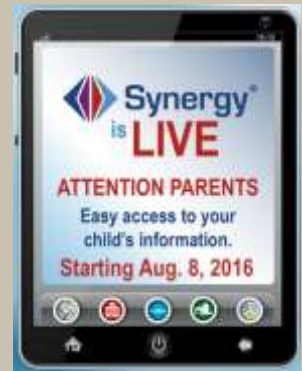 Synergy®
is LIVE
ATTENTION PARENTS
Easy access to your
child's information.
Starting Aug. 8, 2016